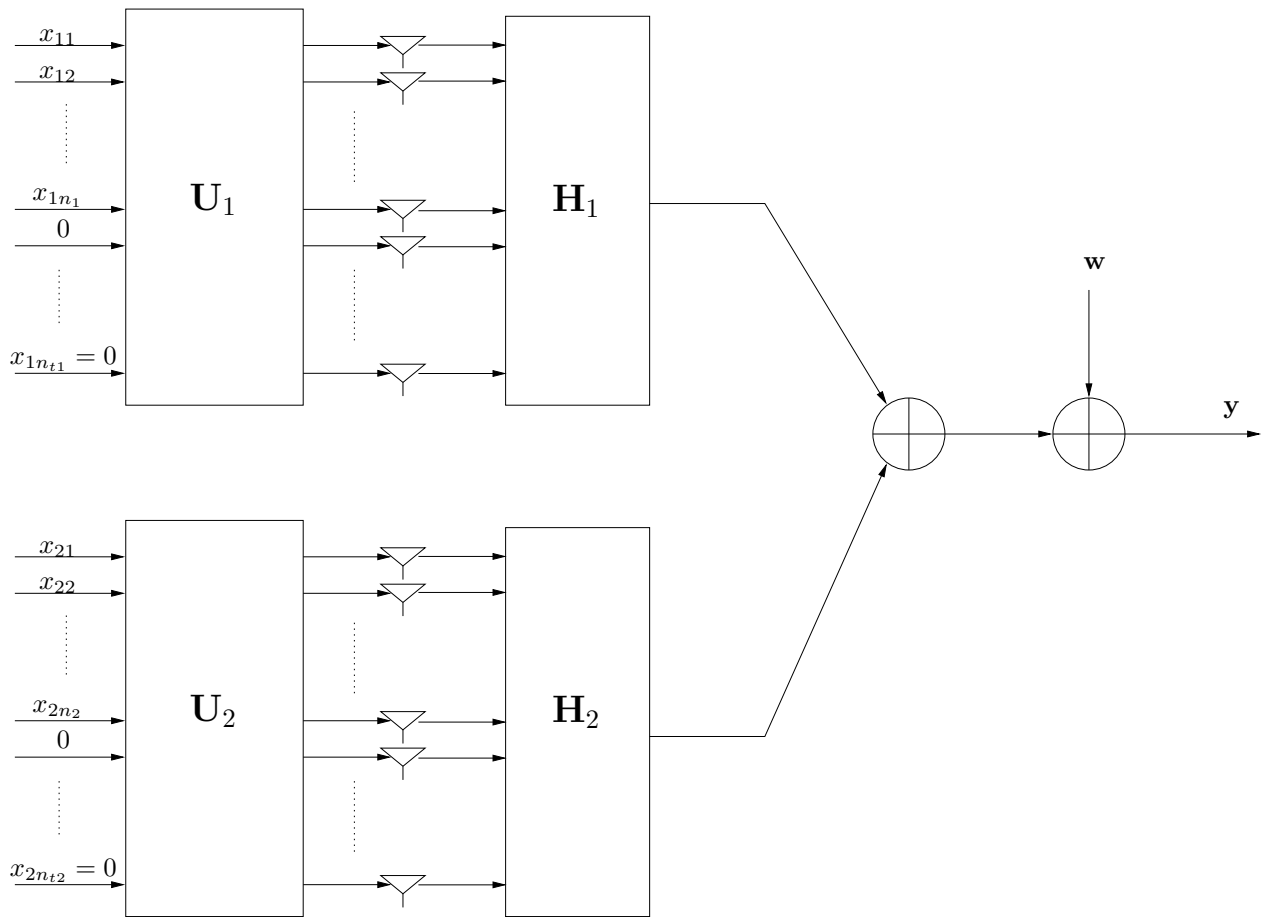 x₁₁
x₁₂
x₁ₙ₁
0
x₁ₙₜ₁ = 0
U₁
H₁
w
y
x₂₁
x₂₂
x₂ₙ₂
0
x₂ₙₜ₂ = 0
U₂
H₂